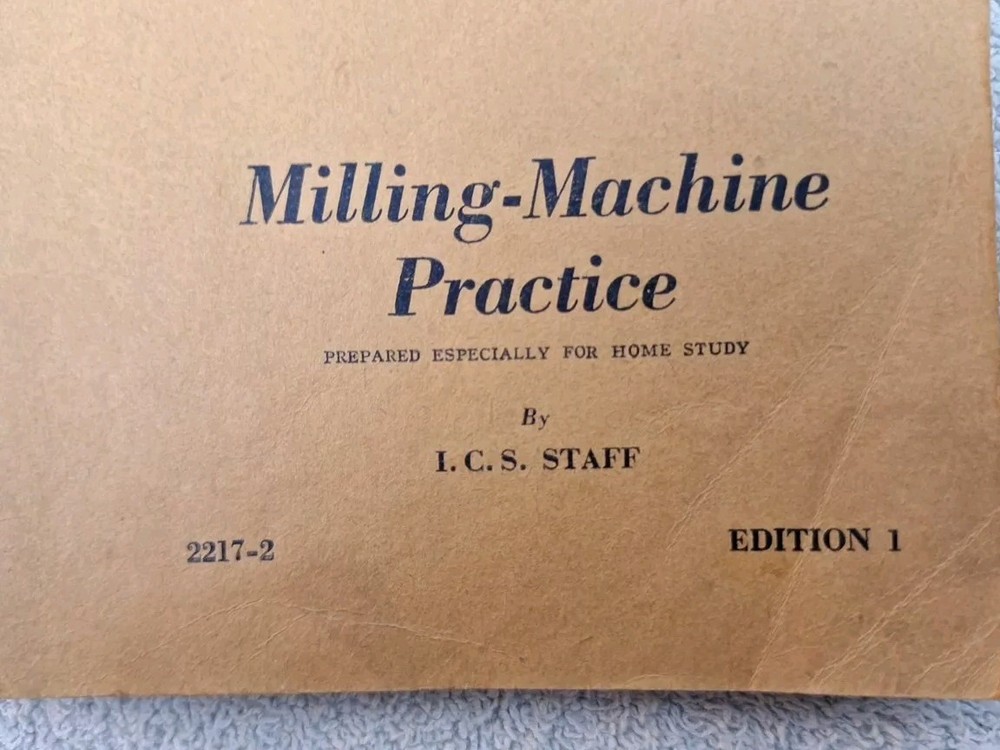 Milling-Machine
Practice
PREPARED ESPECIALLY FOR HOME STUDY
By
I. C. S. STAFF
2217-2 EDITION 1